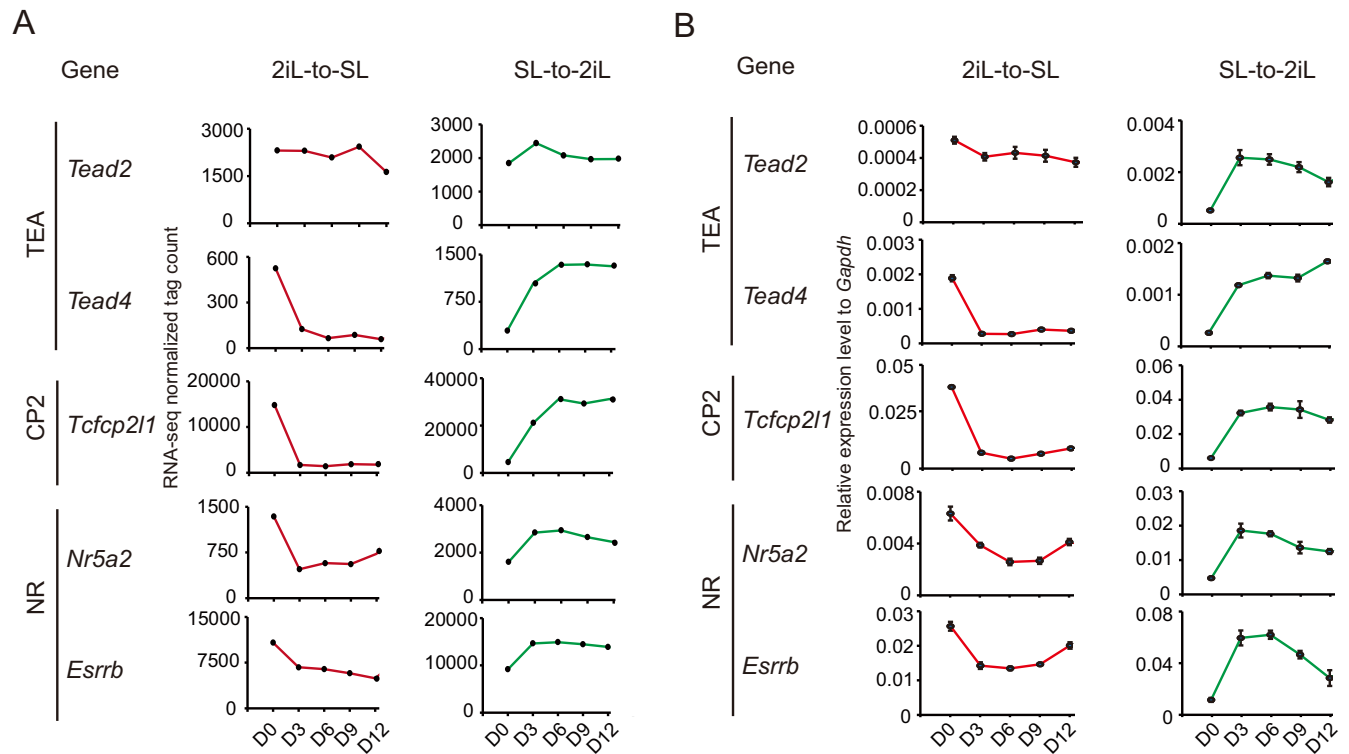 A
Gene
2iL-to-SL
SL-to-2iL
TEA
Tead2
3000
1500
0
3000
2000
1000
0
Tead4
600
300
0
1500
750
0
RNA-seq normalized tag count
CP2
Tcfcp2l1
20000
10000
0
40000
20000
0
NR
Nr5a2
1500
750
0
4000
2000
0
Esrrb
15000
7500
0
20000
10000
0
D0 D3 D6 D9 D12
D0 D3 D6 D9 D12
B
Gene
2iL-to-SL
SL-to-2iL
TEA
Tead2
0.0006
0.0004
0.0002
0
0.004
0.002
0
Tead4
0.003
0.002
0.001
0
0.002
0.001
0
Relative expression level to Gapdh
CP2
Tcfcp2l1
0.05
0.025
0
0.06
0.04
0.02
0
NR
Nr5a2
0.008
0.004
0
0.03
0.02
0.01
0
Esrrb
0.03
0.02
0.01
0
0.08
0.04
0
D0 D3 D6 D9 D12
D0 D3 D6 D9 D12